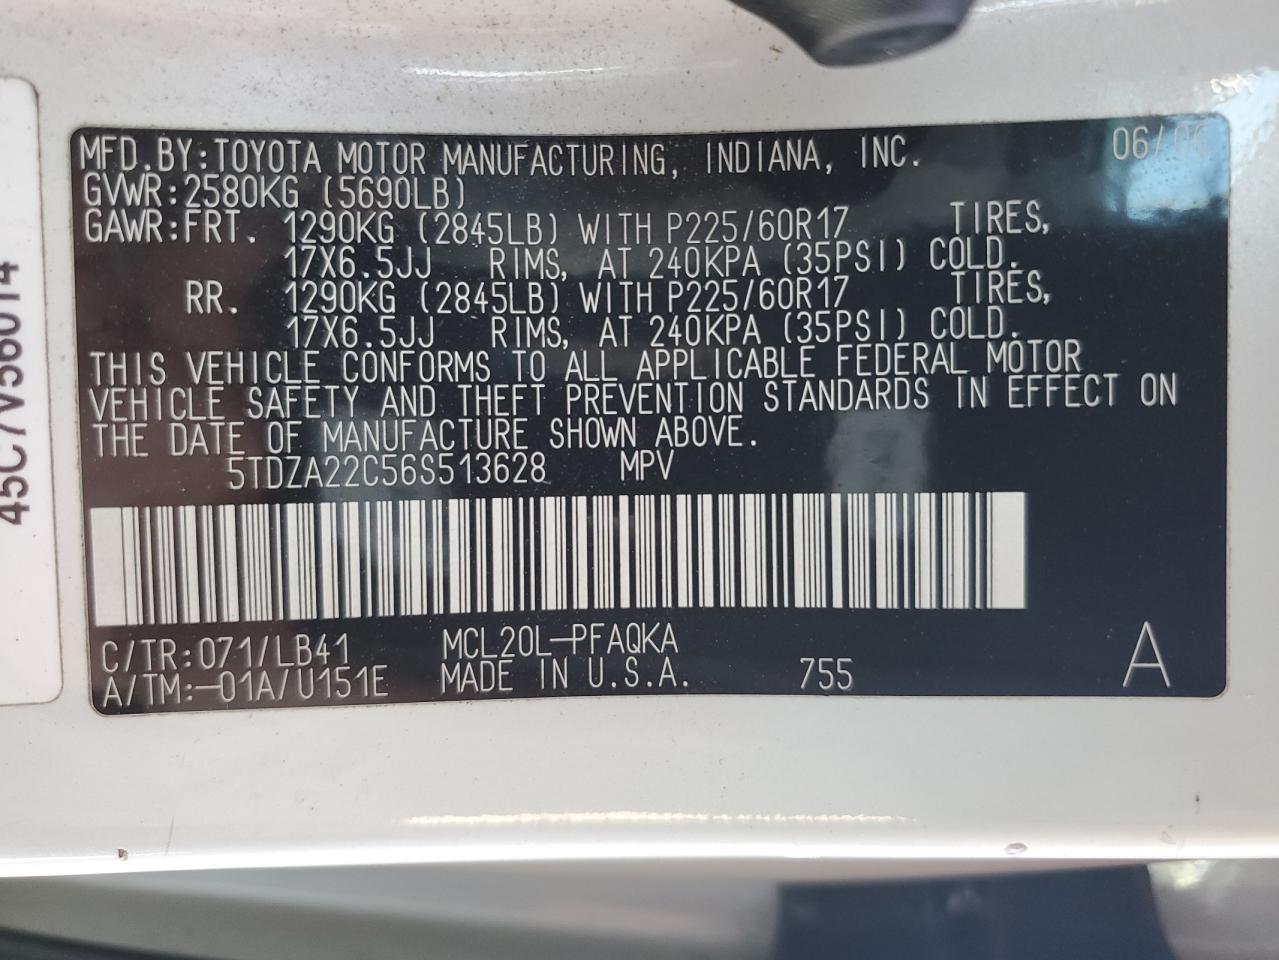 MFD.BY:TOYOTA MOTOR MANUFACTURING, INDIANA, INC. 06/06
GVWR:2580KG (5690LB)
GAWR:FRT. 1290KG (2845LB) WITH P225/60R17 TIRES,
17X6.5JJ RIMS, AT 240KPA (35PSI) COLD.
RR. 1290KG (2845LB) WITH P225/60R17 TIRES,
17X6.5JJ RIMS, AT 240KPA (35PSI) COLD.
THIS VEHICLE CONFORMS TO ALL APPLICABLE FEDERAL MOTOR
VEHICLE SAFETY AND THEFT PREVENTION STANDARDS IN EFFECT ON
THE DATE OF MANUFACTURE SHOWN ABOVE.
5TDZA22C56S513628 MPV
C/TR:071/LB41 MCL20L-PFAQKA
A/TM:-01A/U151E MADE IN U.S.A. 755 A